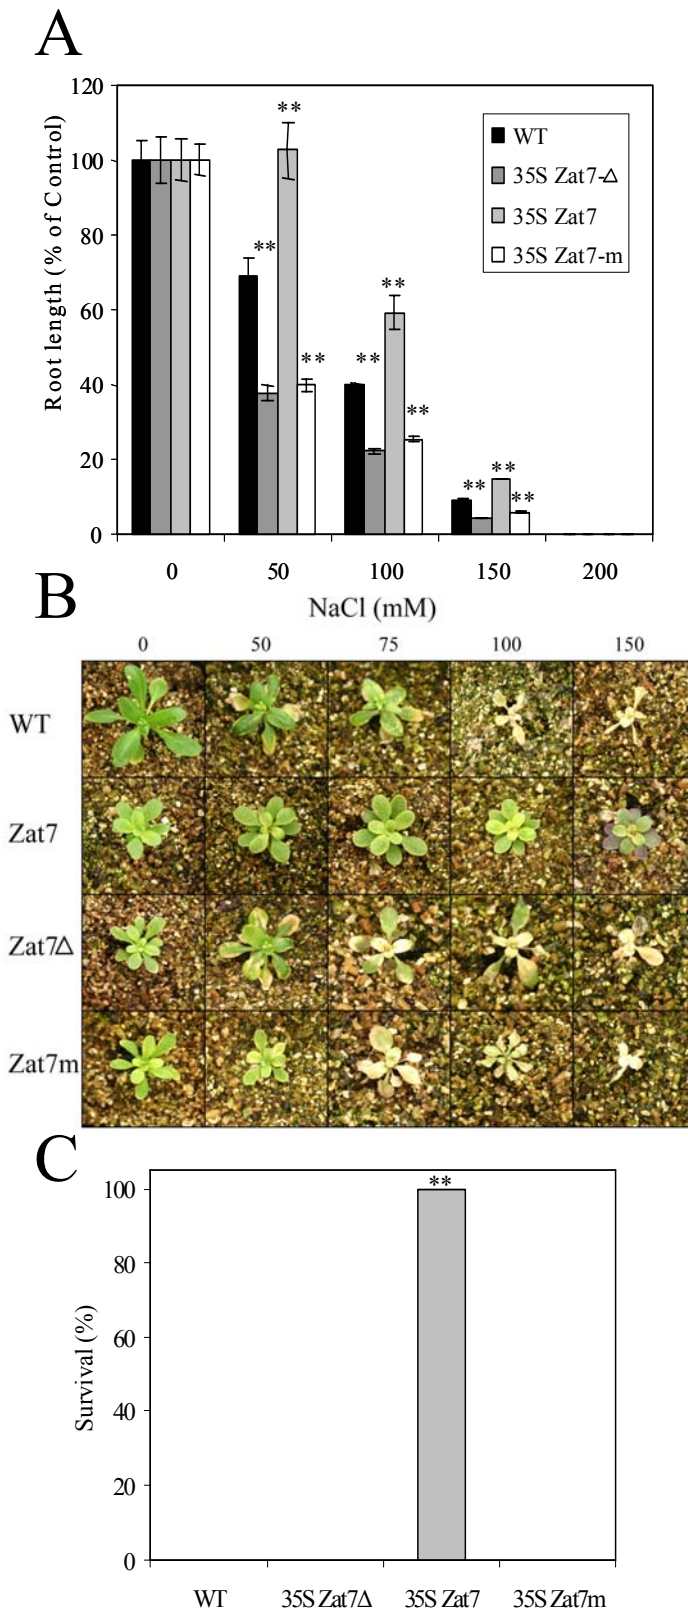 A
120
100
80
60
40
20
0
Root length (% of Control)
WT
35S Zat7-Δ
35S Zat7
35S Zat7-m
**
**
**
**
**
**
**
**
**
0 50 100 150 200
NaCl (mM)
B
0 50 75 100 150
WT
Zat7
Zat7Δ
Zat7m
C
100
80
60
40
20
0
Survival (%)
**
WT 35S Zat7Δ 35S Zat7 35S Zat7m